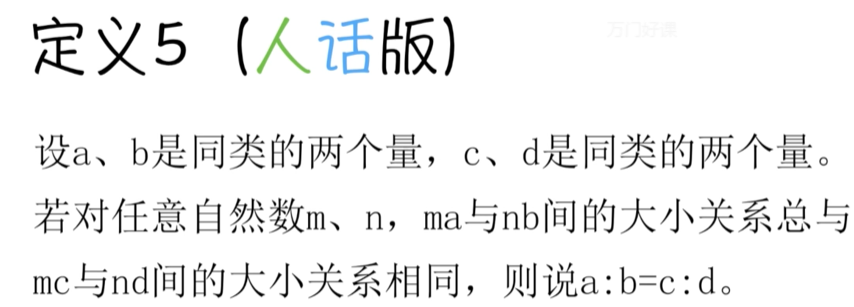 定义5（人话版）
万门好课
设a、b是同类的两个量，c、d是同类的两个量。
若对任意自然数m、n，ma与nb间的大小关系总与
mc与nd间的大小关系相同，则说a:b=c:d。